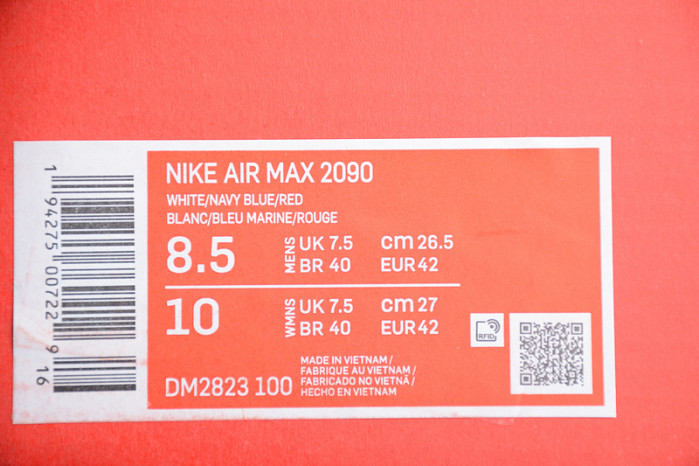 NIKE AIR MAX 2090
WHITE/NAVY BLUE/RED
BLANC/BLEU MARINE/ROUGE
8.5 MENS UK 7.5 cm 26.5
BR 40 EUR 42
10 WMNS UK 7.5 cm 27
BR 40 EUR 42
RFID
DM2823 100
MADE IN VIETNAM /
FABRIQUE AU VIETNAM /
FABRICADO NO VIETNÃ /
HECHO EN VIETNAM
1 94275 00722 9 16